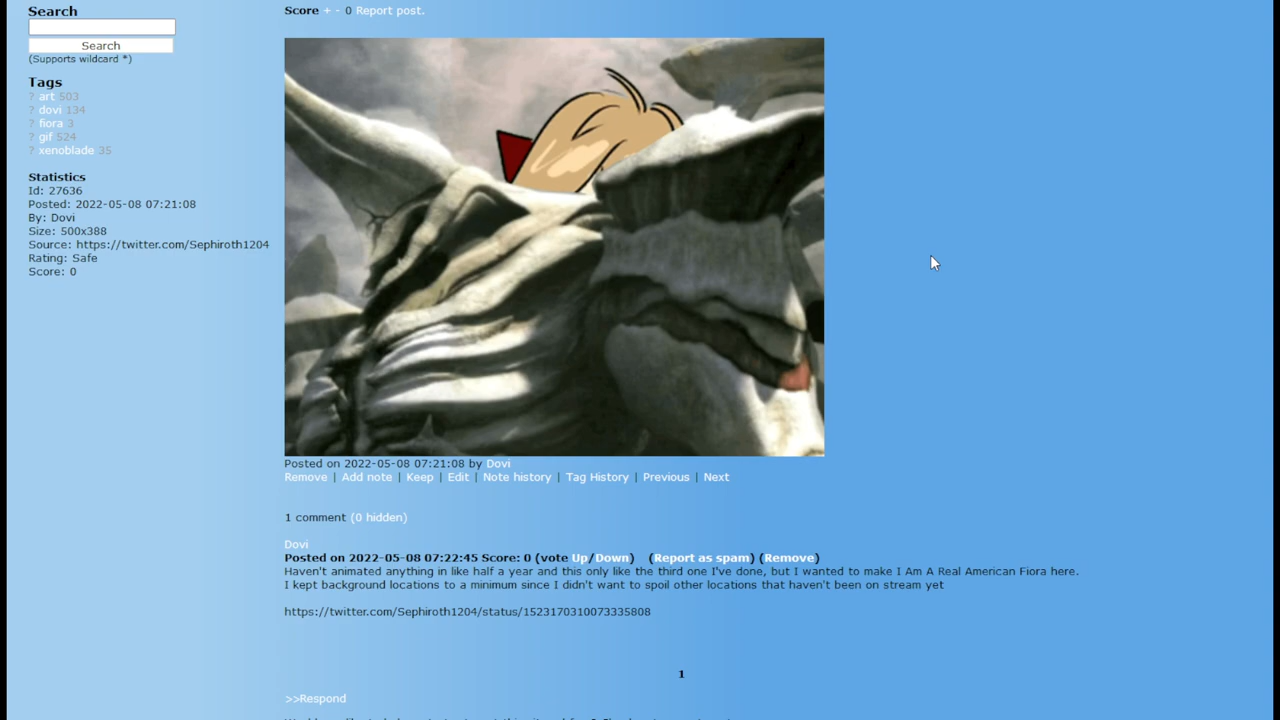 Search
Search
(Supports wildcard *)
Tags
? art 503
? dovi 134
? fiora 3
? gif 524
? xenoblade 35
Statistics
Id: 27636
Posted: 2022-05-08 07:21:08
By: Dovi
Size: 500x388
Source: https://twitter.com/Sephiroth1204
Rating: Safe
Score: 0
Score + - 0 Report post.
Posted on 2022-05-08 07:21:08 by Dovi
Remove | Add note | Keep | Edit | Note history | Tag History | Previous | Next
1 comment (0 hidden)
Dovi
Posted on 2022-05-08 07:22:45 Score: 0 (vote Up/Down) (Report as spam) (Remove)
Haven't animated anything in like half a year and this only like the third one I've done, but I wanted to make I Am A Real American Fiora here.
I kept background locations to a minimum since I didn't want to spoil other locations that haven't been on stream yet
https://twitter.com/Sephiroth1204/status/1523170310073335808
1
>>Respond